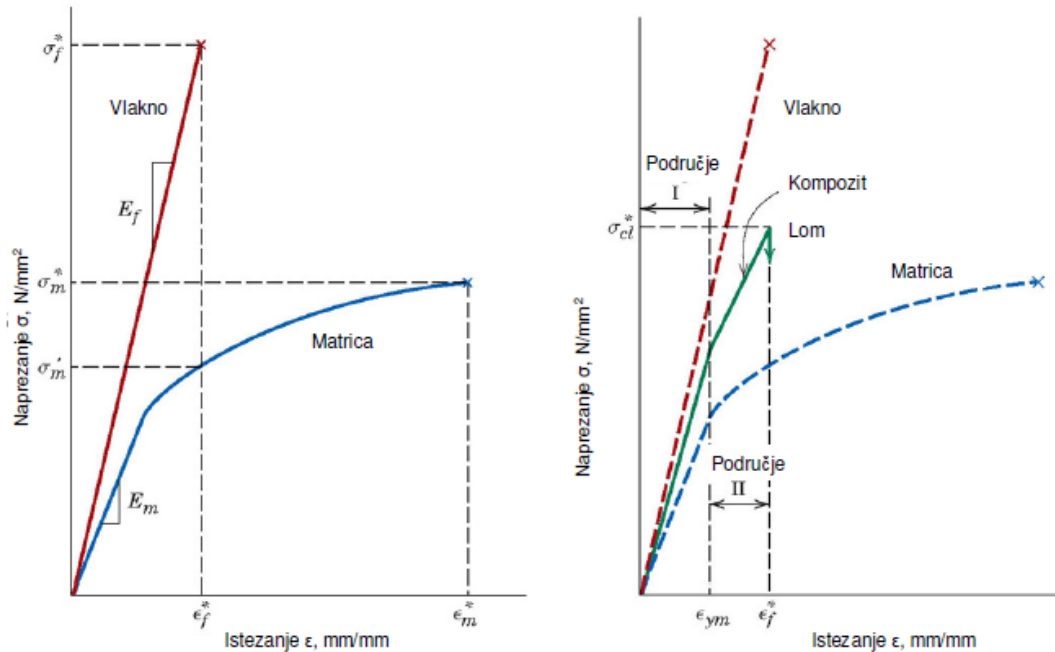 σ*f
Vlakno
Ef
σ*m
Matrica
σ'm
Em
Naprezanje σ, N/mm²
ϵ*f
ϵ*m
Istezanje ε, mm/mm
Vlakno
Područje
I
Kompozit
σ*cl
Lom
Matrica
Područje
II
Naprezanje σ, N/mm²
ϵym
ϵ*f
Istezanje ε, mm/mm